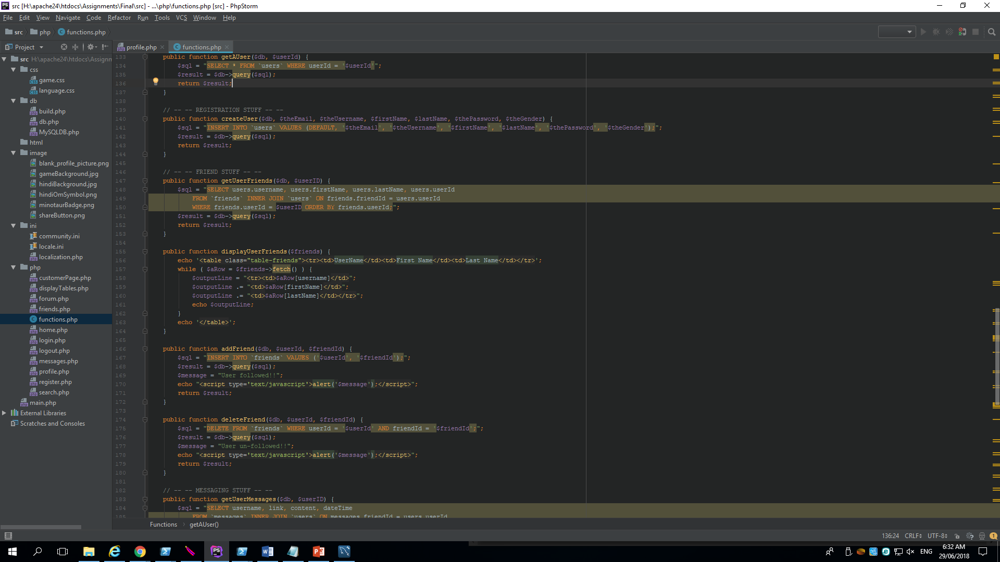 src [H:\apache24\htdocs\Assignments\Final\src] - ...\php\functions.php [src] - PhpStorm
File Edit View Navigate Code Refactor Run Tools VCS Window Help
src php functions.php
Project
profile.php
functions.php
src H:\apache24\htdocs\Assignm
css
game.css
language.css
db
build.php
db.php
MySQLDB.php
html
image
blank_profile_picture.png
gameBackground.jpg
hindiBackground.jpg
hindiOmSymbol.png
minotaurBadge.png
shareButton.png
ini
community.ini
locale.ini
localization.php
php
customerPage.php
displayTables.php
forum.php
friends.php
functions.php
home.php
login.php
logout.php
messages.php
profile.php
register.php
search.php
main.php
External Libraries
Scratches and Consoles
133 public function getAUser($db, $userId) {
134 $sql = "SELECT * FROM `users` WHERE userId = '$userId'";
135 $result = $db->query($sql);
136 return $result;
137 }
138
139 // -- -- REGISTRATION STUFF -- --
140 public function createUser($db, $theEmail, $theUsername, $firstName, $lastName, $thePassword, $theGender) {
141 $sql = "INSERT INTO `users` VALUES (DEFAULT, '$theEmail', '$theUsername', '$firstName', '$lastName', '$thePassword', '$theGender');";
142 $result = $db->query($sql);
143 return $result;
144 }
145
146 // -- -- FRIEND STUFF -- --
147 public function getUserFriends($db, $userID) {
148 $sql = "SELECT users.username, users.firstName, users.lastName, users.userId
149 FROM `friends` INNER JOIN `users` ON friends.friendId = users.userId
150 WHERE friends.userId = $userID ORDER BY friends.userId;";
151 $result = $db->query($sql);
152 return $result;
153 }
154
155 public function displayUserFriends($friends) {
156 echo '<table class="table-friends"><tr><td>UserName</td><td>First Name</td><td>Last Name</td></tr>';
157 while ( $aRow = $friends->fetch() ) {
158 $outputLine = "<tr><td>$aRow[username]</td>";
159 $outputLine .= "<td>$aRow[firstName]</td>";
160 $outputLine .= "<td>$aRow[lastName]</td></tr>";
161 echo $outputLine;
162 }
163 echo '</table>';
164 }
165
166 public function addFriend($db, $userId, $friendId) {
167 $sql = "INSERT INTO `friends` VALUES ('$userId', '$friendId');";
168 $result = $db->query($sql);
169 $message = "User followed!!";
170 echo "<script type='text/javascript'>alert('$message');</script>";
171 return $result;
172 }
173
174 public function deleteFriend($db, $userId, $friendId) {
175 $sql = "DELETE FROM `friends` WHERE userId = '$userId' AND friendId = '$friendId';";
176 $result = $db->query($sql);
177 $message = "User un-followed!!";
178 echo "<script type='text/javascript'>alert('$message');</script>";
179 return $result;
180 }
181
182 // -- -- MESSAGING STUFF -- --
183 public function getUserMessages($db, $userID) {
184 $sql = "SELECT username, link, content, dateTime
185 FROM `messages` INNER JOIN `users` ON messages.friendId = users.userId
Functions getAUser()
136:24 CRLF UTF-8 1
ENG
6:32 AM
29/06/2018